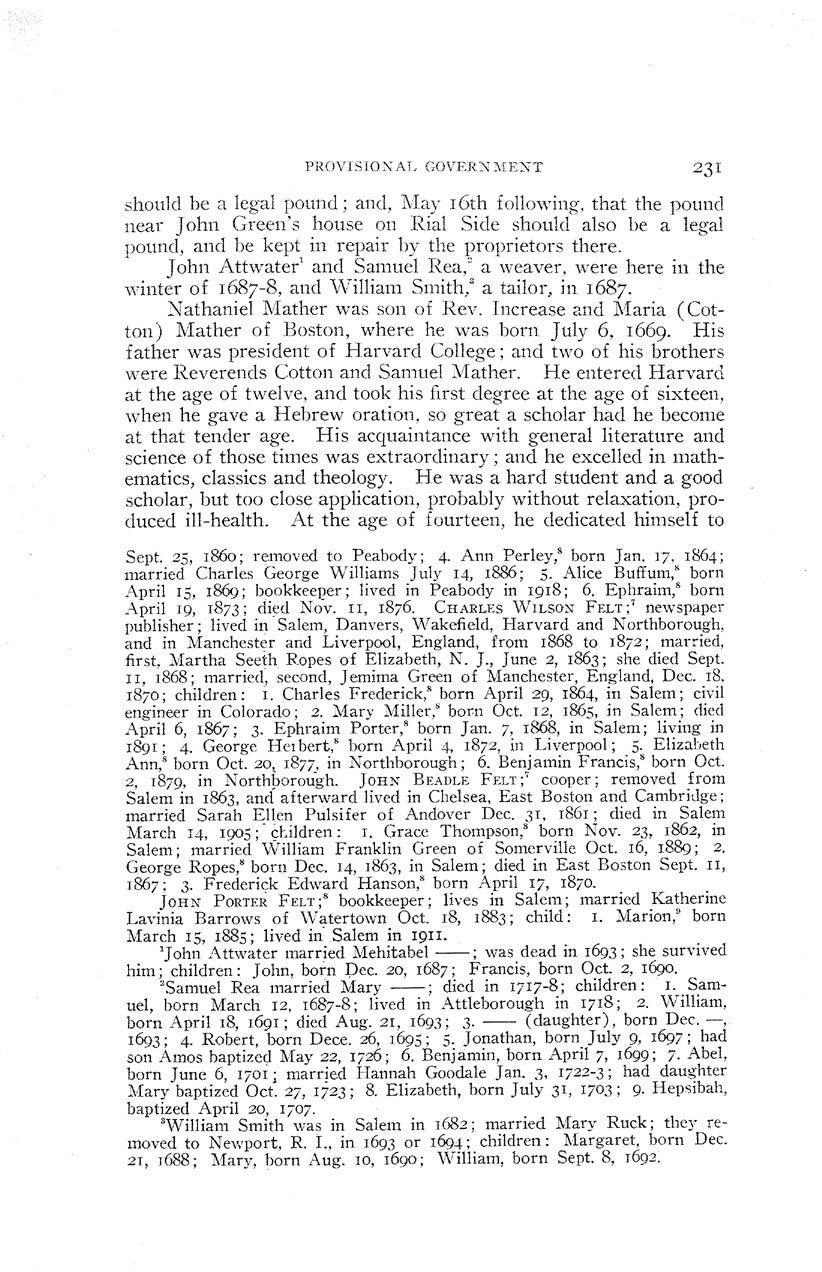 PROVISIONAL GOVERNMENT 231
should be a legal pound; and, May 16th following, that the pound
near John Green's house on Rial Side should also be a legal
pound, and be kept in repair by the proprietors there.
John Attwater¹ and Samuel Rea,² a weaver, were here in the
winter of 1687-8, and William Smith,³ a tailor, in 1687.
Nathaniel Mather was son of Rev. Increase and Maria (Cot-
ton) Mather of Boston, where he was born July 6, 1669. His
father was president of Harvard College; and two of his brothers
were Reverends Cotton and Samuel Mather. He entered Harvard
at the age of twelve, and took his first degree at the age of sixteen,
when he gave a Hebrew oration, so great a scholar had he become
at that tender age. His acquaintance with general literature and
science of those times was extraordinary; and he excelled in math-
ematics, classics and theology. He was a hard student and a good
scholar, but too close application, probably without relaxation, pro-
duced ill-health. At the age of fourteen, he dedicated himself to
Sept. 25, 1860; removed to Peabody; 4. Ann Perley,⁸ born Jan. 17, 1864;
married Charles George Williams July 14, 1886; 5. Alice Buffum,⁸ born
April 15, 1869; bookkeeper; lived in Peabody in 1918; 6. Ephraim,⁸ born
April 19, 1873; died Nov. 11, 1876. CHARLES WILSON FELT;⁷ newspaper
publisher; lived in Salem, Danvers, Wakefield, Harvard and Northborough,
and in Manchester and Liverpool, England, from 1868 to 1872; married,
first, Martha Seeth Ropes of Elizabeth, N. J., June 2, 1863; she died Sept.
11, 1868; married, second, Jemima Green of Manchester, England, Dec. 18,
1870; children: 1. Charles Frederick,⁸ born April 29, 1864, in Salem; civil
engineer in Colorado; 2. Mary Miller,⁸ born Oct. 12, 1865, in Salem; died
April 6, 1867; 3. Ephraim Porter,⁸ born Jan. 7, 1868, in Salem; living in
1891; 4. George Herbert,⁸ born April 4, 1872, in Liverpool; 5. Elizabeth
Ann,⁸ born Oct. 20, 1877, in Northborough; 6. Benjamin Francis,⁸ born Oct.
2, 1879, in Northborough. JOHN BEADLE FELT;⁷ cooper; removed from
Salem in 1863, and afterward lived in Chelsea, East Boston and Cambridge;
married Sarah Ellen Pulsifer of Andover Dec. 31, 1861; died in Salem
March 14, 1905; children: 1. Grace Thompson,⁸ born Nov. 23, 1862, in
Salem; married William Franklin Green of Somerville Oct. 16, 1889; 2.
George Ropes,⁸ born Dec. 14, 1863, in Salem; died in East Boston Sept. 11,
1867; 3. Frederick Edward Hanson,⁸ born April 17, 1870.
JOHN PORTER FELT;⁸ bookkeeper; lives in Salem; married Katherine
Lavinia Barrows of Watertown Oct. 18, 1883; child: 1. Marion,⁹ born
March 15, 1885; lived in Salem in 1911.
¹John Attwater married Mehitabel ——; was dead in 1693; she survived
him; children: John, born Dec. 20, 1687; Francis, born Oct. 2, 1690.
²Samuel Rea married Mary ——; died in 1717-8; children: 1. Sam-
uel, born March 12, 1687-8; lived in Attleborough in 1718; 2. William,
born April 18, 1691; died Aug. 21, 1693; 3. —— (daughter), born Dec. —,
1693; 4. Robert, born Dece. 26, 1695; 5. Jonathan, born July 9, 1697; had
son Amos baptized May 22, 1726; 6. Benjamin, born April 7, 1699; 7. Abel,
born June 6, 1701; married Hannah Goodale Jan. 3, 1722-3; had daughter
Mary baptized Oct. 27, 1723; 8. Elizabeth, born July 31, 1703; 9. Hepsibah,
baptized April 20, 1707.
³William Smith was in Salem in 1682; married Mary Ruck; they re-
moved to Newport, R. I., in 1693 or 1694; children: Margaret, born Dec.
21, 1688; Mary, born Aug. 10, 1690; William, born Sept. 8, 1692.